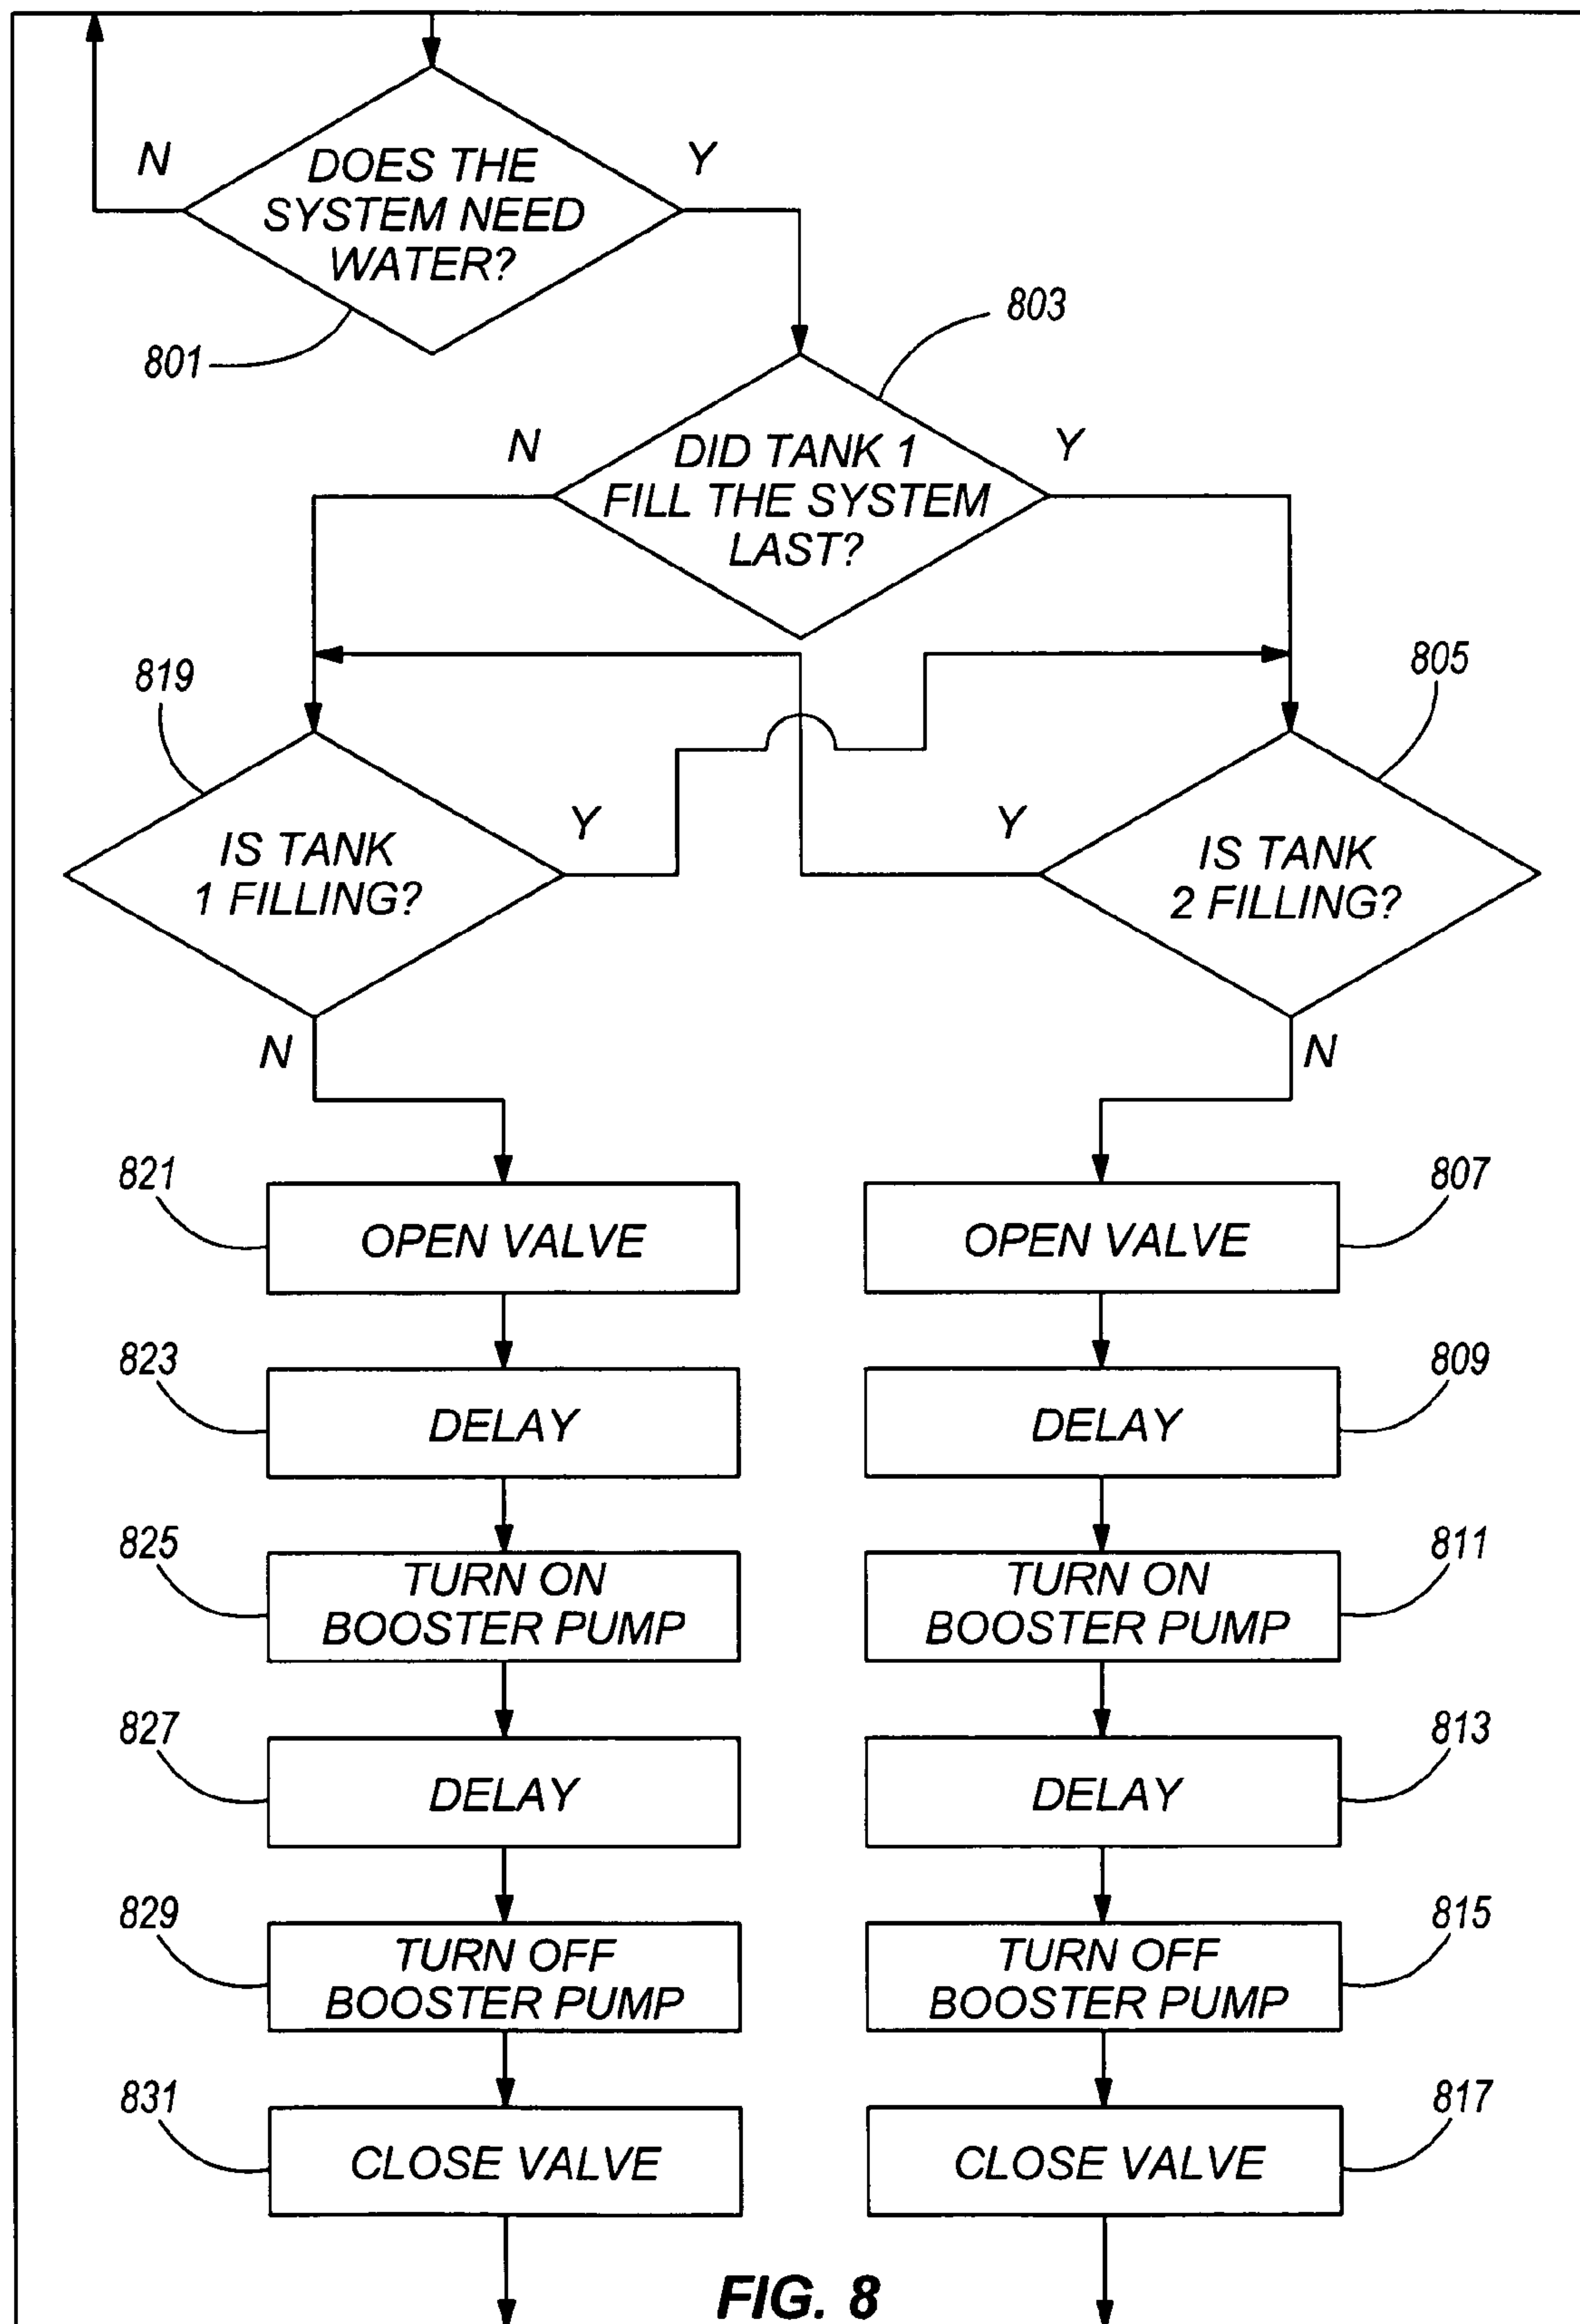 N
Y
DOES THE
SYSTEM NEED
WATER?
801
803
N
Y
DID TANK 1
FILL THE SYSTEM
LAST?
819
805
Y
Y
IS TANK
1 FILLING?
IS TANK
2 FILLING?
N
N
821
807
OPEN VALVE
OPEN VALVE
823
809
DELAY
DELAY
825
811
TURN ON
BOOSTER PUMP
TURN ON
BOOSTER PUMP
827
813
DELAY
DELAY
829
815
TURN OFF
BOOSTER PUMP
TURN OFF
BOOSTER PUMP
831
817
CLOSE VALVE
CLOSE VALVE
FIG. 8